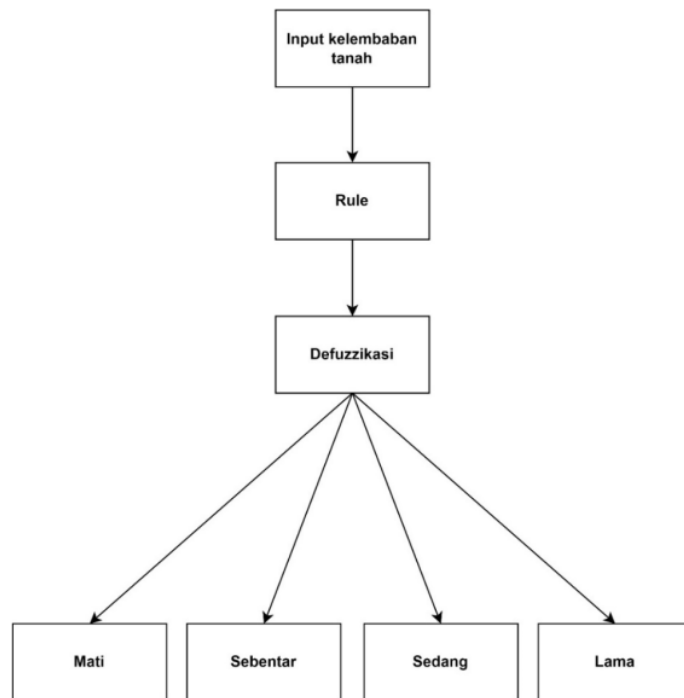 Input kelembaban
tanah
Rule
Defuzzikasi
Mati
Sebentar
Sedang
Lama